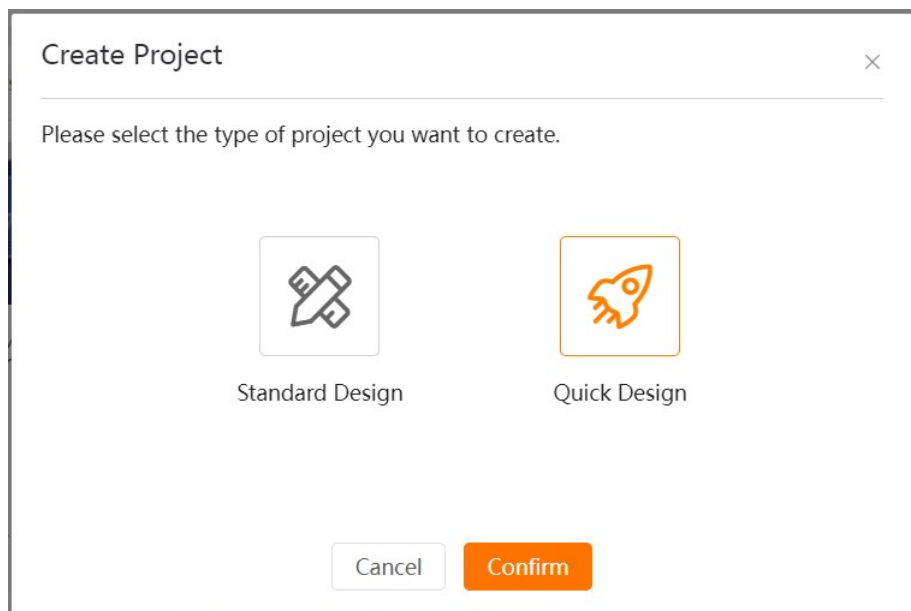 Create Project
Please select the type of project you want to create.
Standard Design
Quick Design
Cancel
Confirm